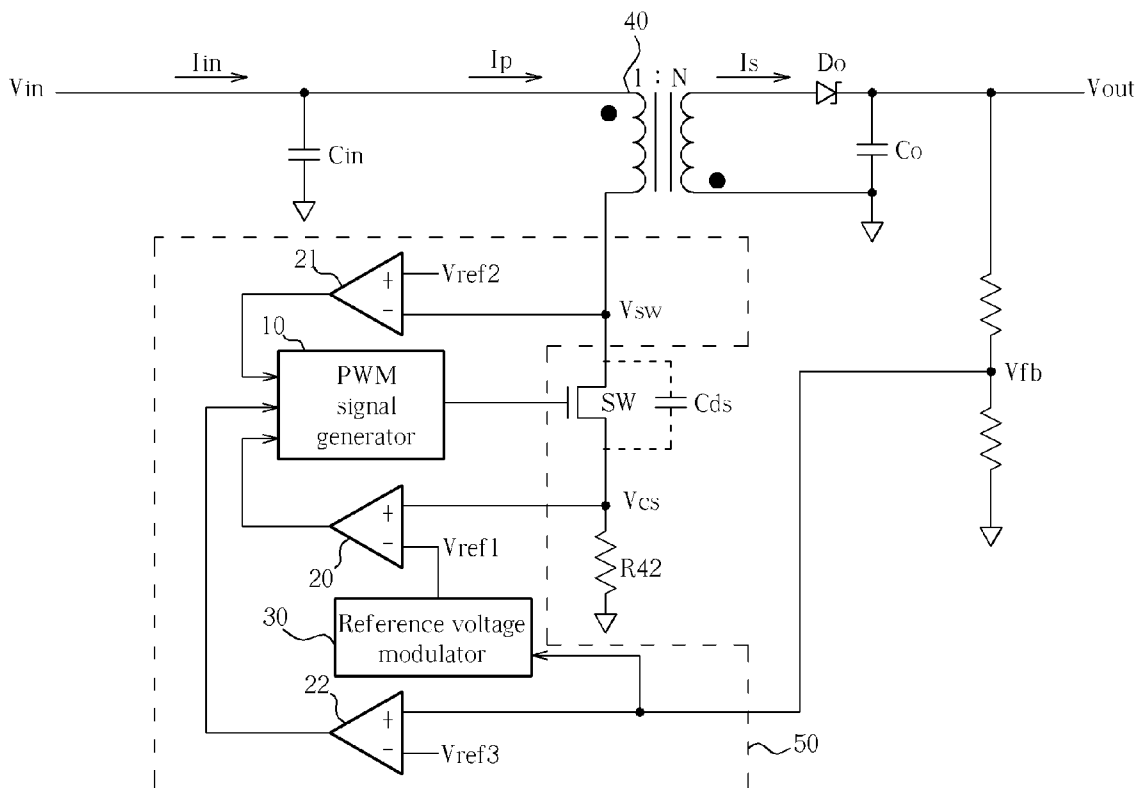 40
Iin
Ip
1 : N
Is
Do
Vin
Vout
Cin
Co
21
Vref2
Vsw
10
PWM
signal
generator
SW
Cds
Vfb
Vcs
20
Vref1
R42
30
Reference voltage
modulator
22
Vref3
50
+
−
+
−
+
−